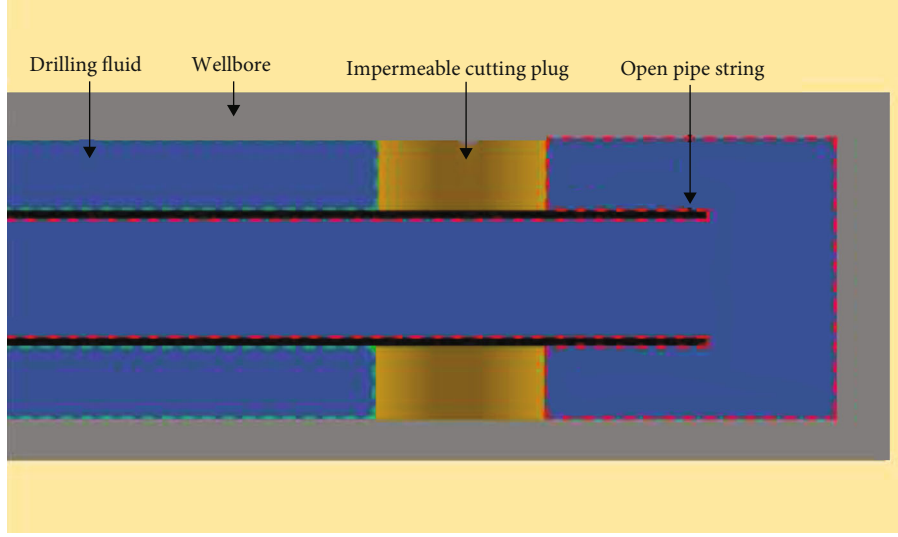 Drilling fluid
Wellbore
Impermeable cutting plug
Open pipe string